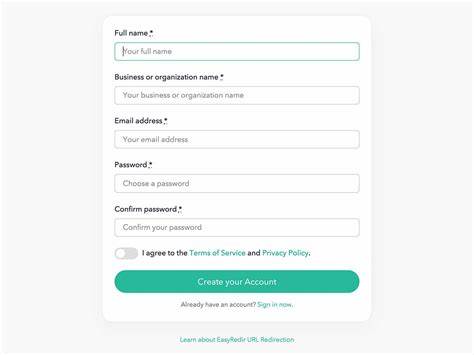 Full name *
Your full name
Business or organization name *
Your business or organization name
Email address *
Your email address
Password *
Choose a password
Confirm password *
Confirm your password
I agree to the Terms of Service and Privacy Policy.
Create your Account
Already have an account? Sign in now.
Learn about EasyRedir URL Redirection